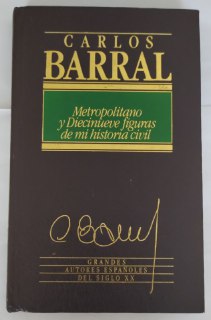 CARLOS
BARRAL
Metropolitano
y Diecinueve figuras
de mi historia civil
GRANDES
AUTORES ESPAÑOLES
DEL SIGLO XX